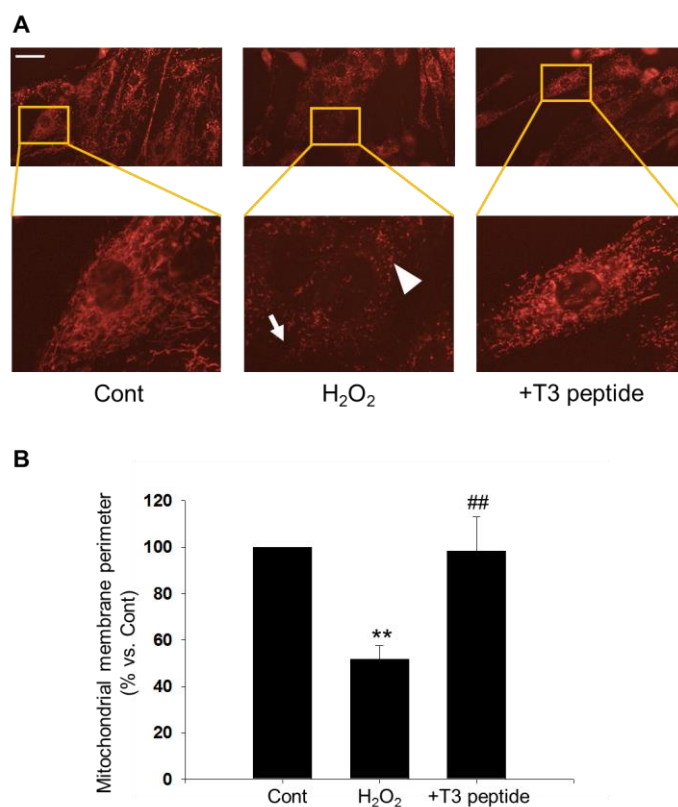 A
Cont
H₂O₂
+T3 peptide
B
Mitochondrial membrane perimeter
(% vs. Cont)
120
100
80
60
40
20
0
**
##
Cont
H₂O₂
+T3 peptide